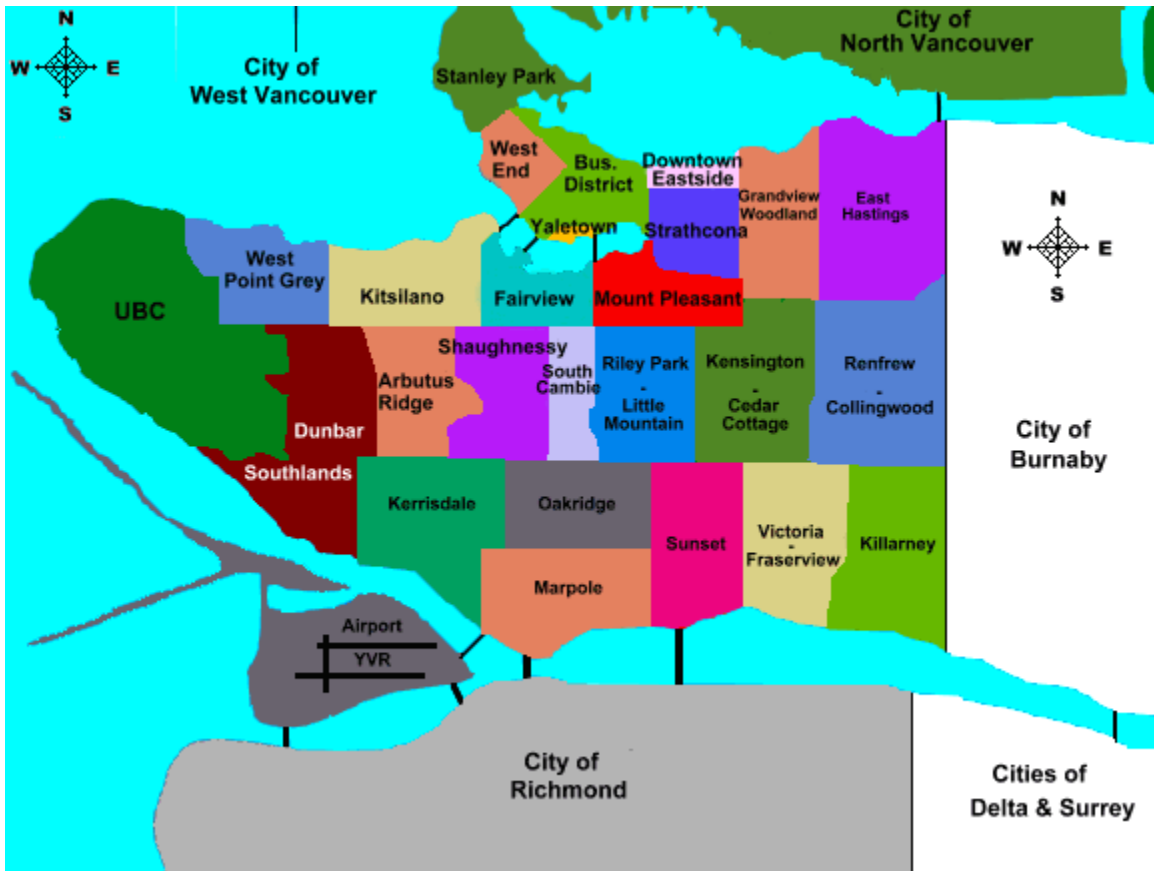 N
W E
S
City of
West Vancouver
Stanley Park
City of
North Vancouver
West
End
Bus.
District
Downtown
Eastside
Grandview
Woodland
East
Hastings
N
W E
S
Yaletown
Strathcona
West
Point Grey
Kitsilano
Fairview
Mount Pleasant
UBC
Shaughnessy
South
Cambie
Riley Park
-
Little
Mountain
Kensington
-
Cedar
Cottage
Renfrew
-
Collingwood
Arbutus
Ridge
Dunbar
Southlands
City of
Burnaby
Kerrisdale
Oakridge
Sunset
Victoria
-
Fraserview
Killarney
Marpole
Airport
YVR
City of
Richmond
Cities of
Delta & Surrey